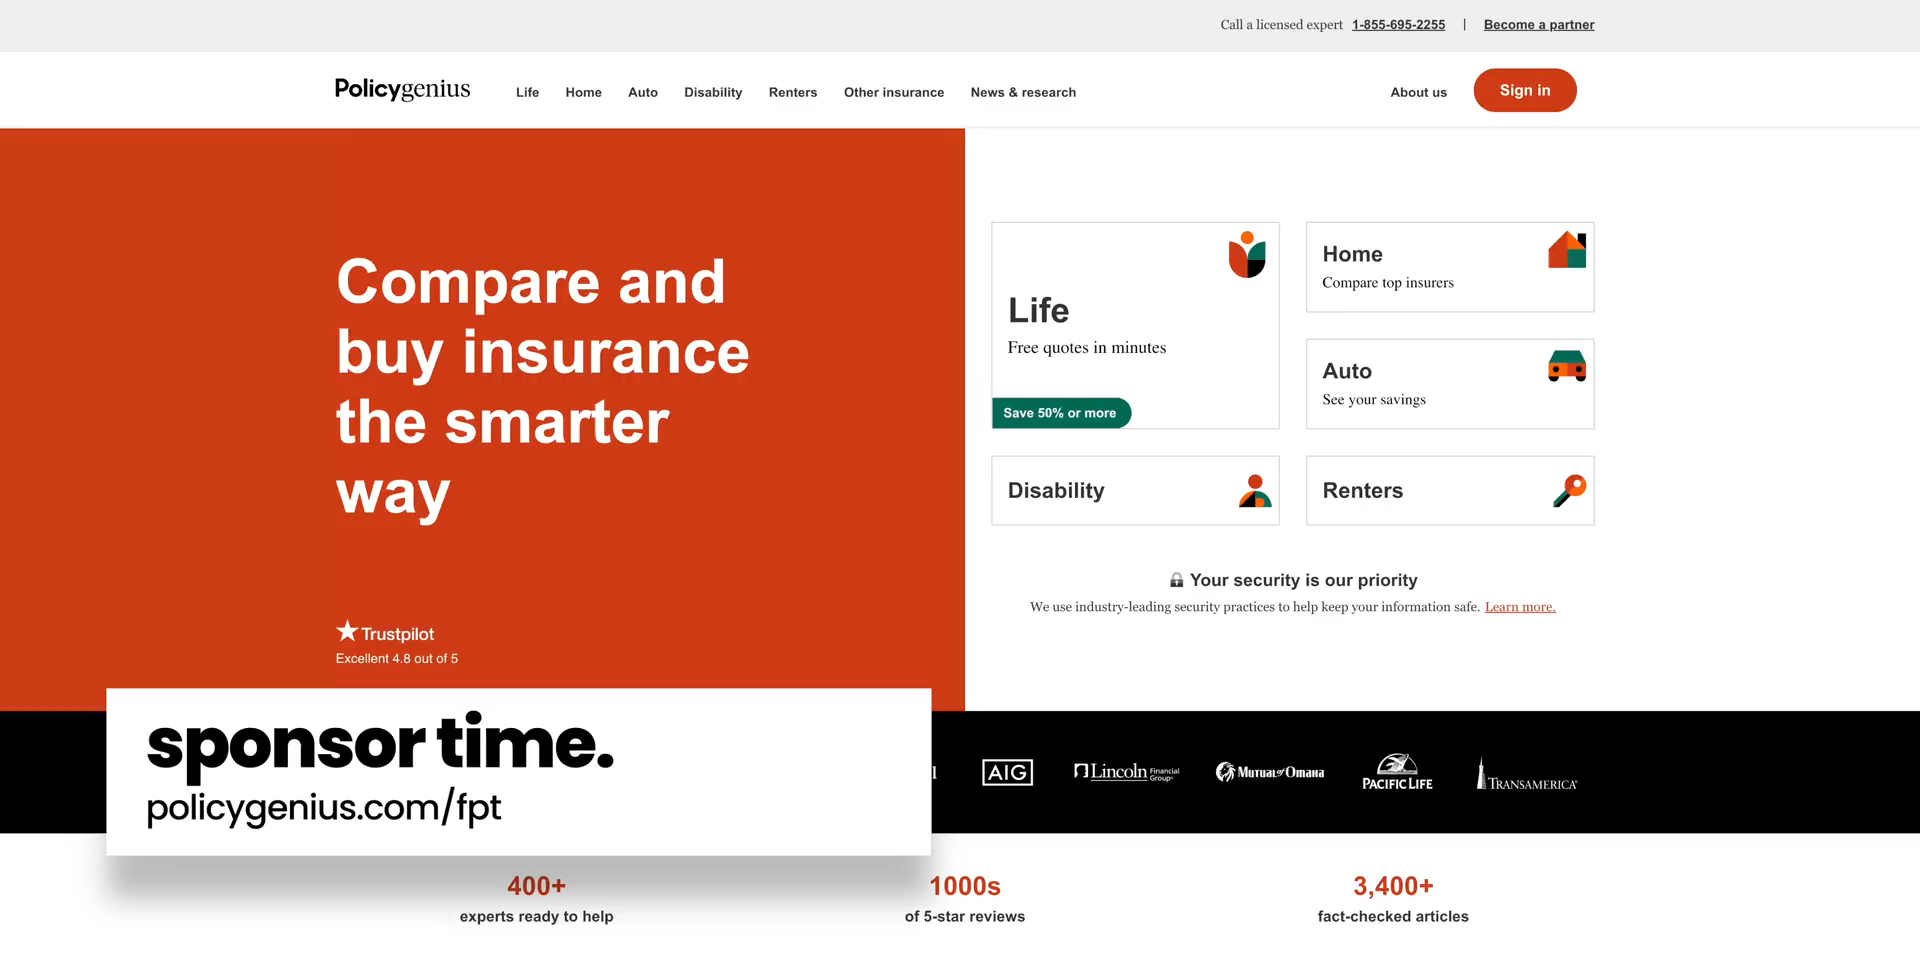 Call a licensed expert 1-855-695-2255 | Become a partner
Policygenius Life Home Auto Disability Renters Other insurance News & research About us Sign in
Compare and
buy insurance
the smarter
way
Trustpilot
Excellent 4.8 out of 5
Life
Free quotes in minutes
Save 50% or more
Home
Compare top insurers
Auto
See your savings
Disability
Renters
Your security is our priority
We use industry-leading security practices to help keep your information safe. Learn more.
sponsor time.
policygenius.com/fpt
AIG
Lincoln Financial Group®
Mutual of Omaha
PACIFIC LIFE
TRANSAMERICA®
400+
experts ready to help
1000s
of 5-star reviews
3,400+
fact-checked articles